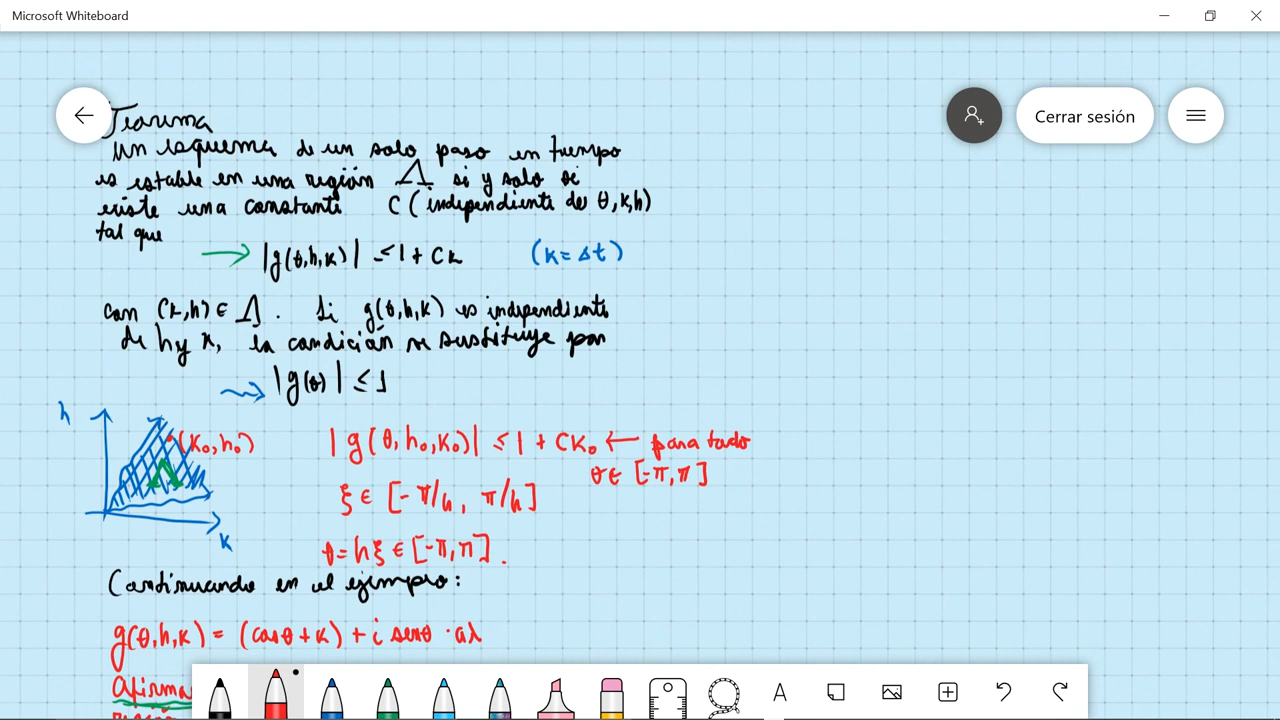 Microsoft Whiteboard
Cerrar sesión
Teorema
Un esquema de un solo paso en tiempo
es estable en una región Λ si y solo si
existe una constante C (independiente de θ, k, h)
tal que
→ |g(θ,h,k)| ≤ 1 + Ck (k = Δt)
con (k,h) ∈ Λ. Si g(θ,h,k) es independiente
de h y k, la condición se sustituye por
|g(θ)| ≤ 1
h
(k₀,h₀) |g(θ, h₀, k₀)| ≤ 1 + Ck₀ ← para todo
θ ∈ [-π, π]
Λ
ξ ∈ [-π/h, π/h]
k
θ = hξ ∈ [-π, π].
Continuando en el ejemplo:
g(θ,h,k) = (cosθ + k) + i senθ · aλ
A